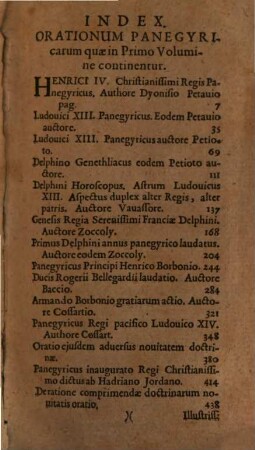 INDEX
ORATIONUM PANEGYRI-
carum quæ in Primo Volumi-
ne continentur.
HENRICI IV. Christianissimi Regis Pa-
negyricus, Authore Dyonisio Petauio
pag. 7
Ludouici XIII. Panegyricus. Eodem Petauio
auctore. 35
Ludouici XIII. Panegyricus auctore Petio-
to. 69
Delphino Genethliacus eodem Petioto au-
ctore. 111
Delphini Horoscopus, Astrum Ludouicus
XIII. Aspectus duplex alter Regis, alter
patris. Auctore Vauassore. 137
Genesis Regia Serenissimi Franciæ Delphini.
Auctore Zoccoly. 168
Primus Delphini annus panegyrico laudatus.
Auctore eodem Zoccoly. 204
Panegyricus Principi Henrico Borbonio. 244
Ducis Rogerii Bellegardii laudatio. Auctore
Baccio. 284
Armando Borbonio gratiarum actio. Aucto-
re Cossartio. 321
Panegyricus Regi pacifico Ludouico XIV.
Authore Cossart. 348
Oratio ejusdem aduersus nouitatem doctri-
næ. 380
Panegyricus inaugurato Regi Christianissi-
mo dictus ab Hadriano Jordano. 414
De ratione comprimendæ doctrinarum no-
uitatis oratio, 438
)( Illustriss: